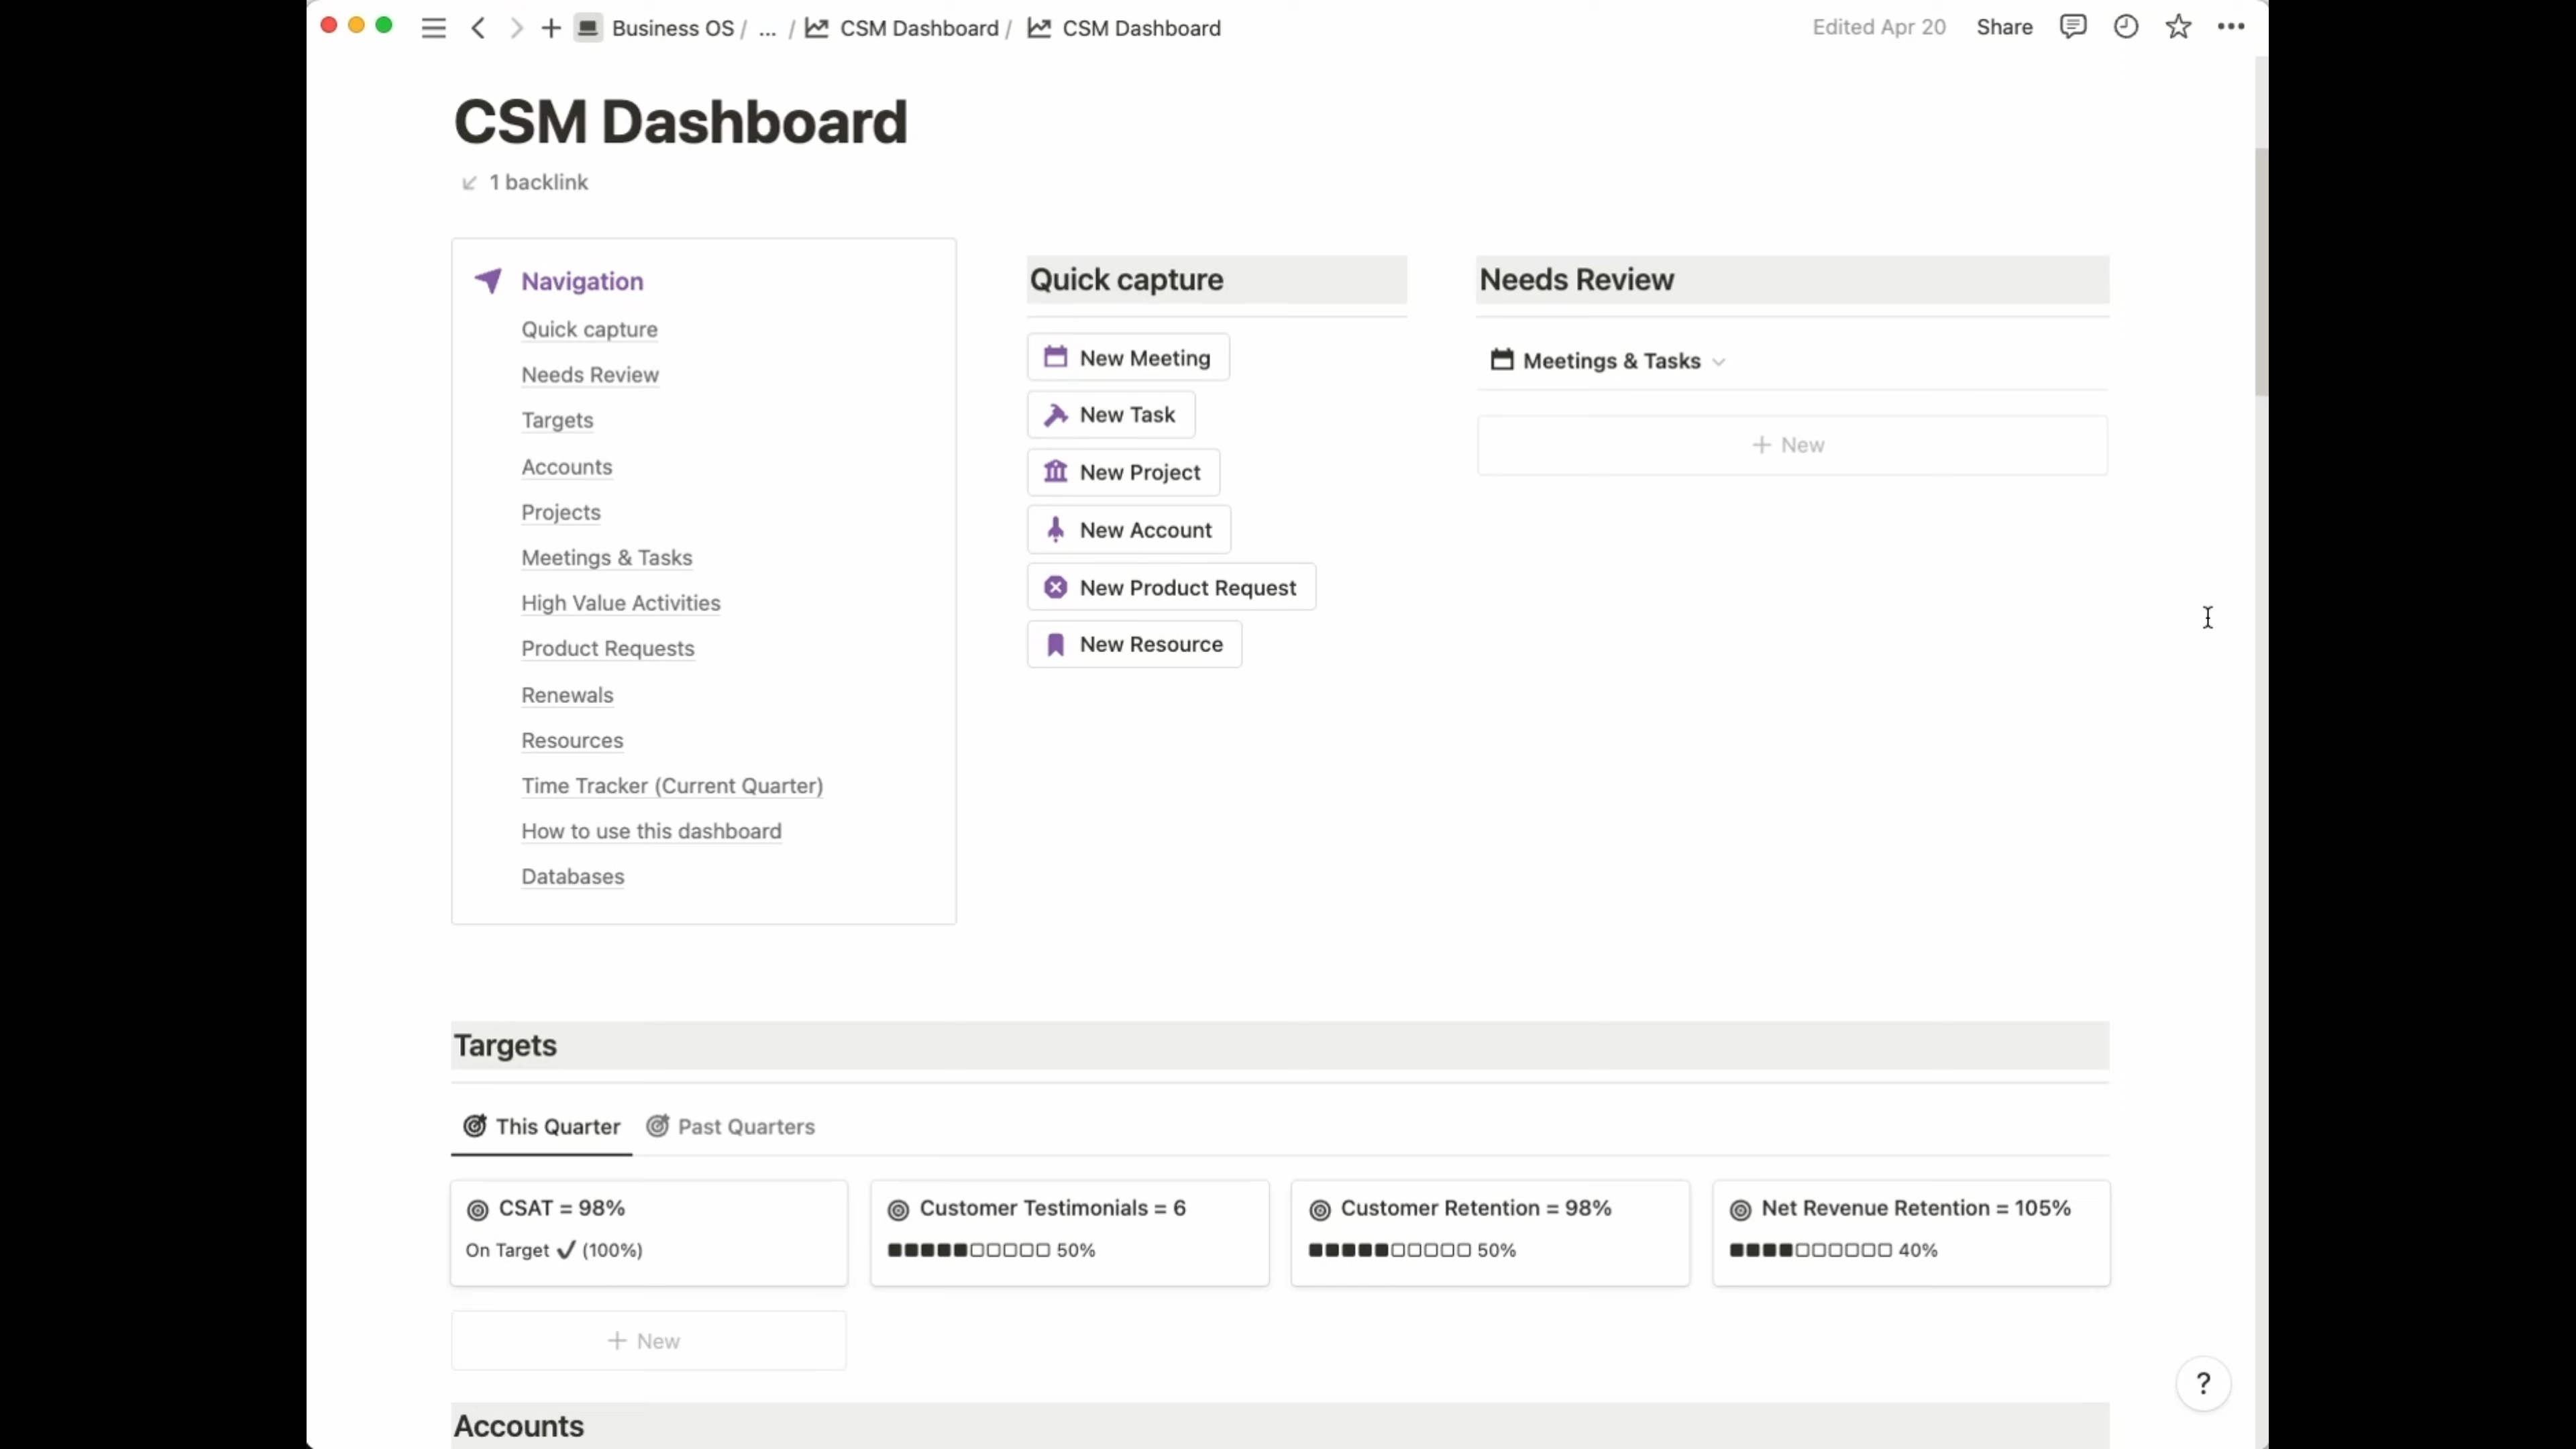 Business OS / ... / CSM Dashboard / CSM Dashboard
Edited Apr 20 Share
CSM Dashboard
1 backlink
Navigation
Quick capture
Needs Review
Targets
Accounts
Projects
Meetings & Tasks
High Value Activities
Product Requests
Renewals
Resources
Time Tracker (Current Quarter)
How to use this dashboard
Databases
Quick capture
New Meeting
New Task
New Project
New Account
New Product Request
New Resource
Needs Review
Meetings & Tasks
+ New
Targets
This Quarter Past Quarters
CSAT = 98%
On Target ✔ (100%)
Customer Testimonials = 6
■■■■■□□□□□ 50%
Customer Retention = 98%
■■■■■□□□□□ 50%
Net Revenue Retention = 105%
■■■■□□□□□□ 40%
+ New
Accounts
?